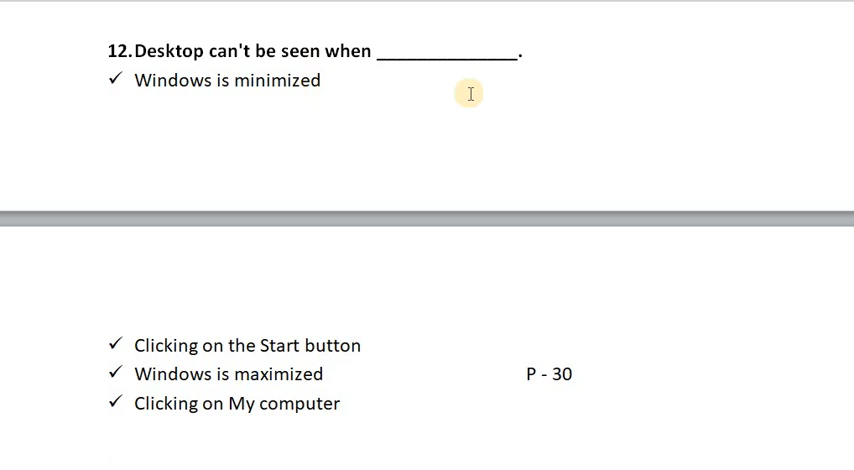 12. Desktop can't be seen when ______________.
✓ Windows is minimized
✓ Clicking on the Start button
✓ Windows is maximized P - 30
✓ Clicking on My computer